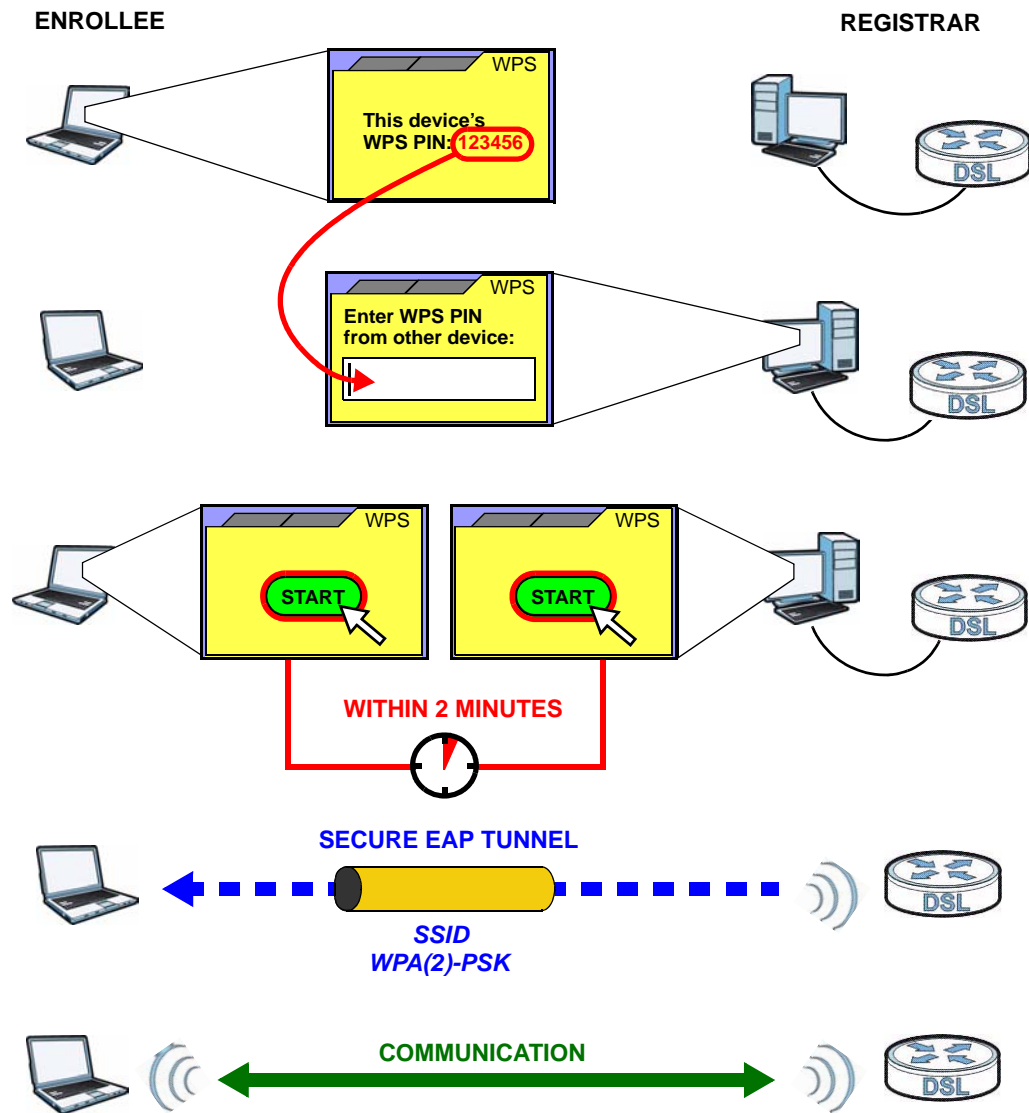 ENROLLEE
REGISTRAR
WPS
This device's
WPS PIN: 123456
DSL
WPS
Enter WPS PIN
from other device:
DSL
WPS
START
WPS
START
DSL
WITHIN 2 MINUTES
SECURE EAP TUNNEL
DSL
SSID
WPA(2)-PSK
COMMUNICATION
DSL